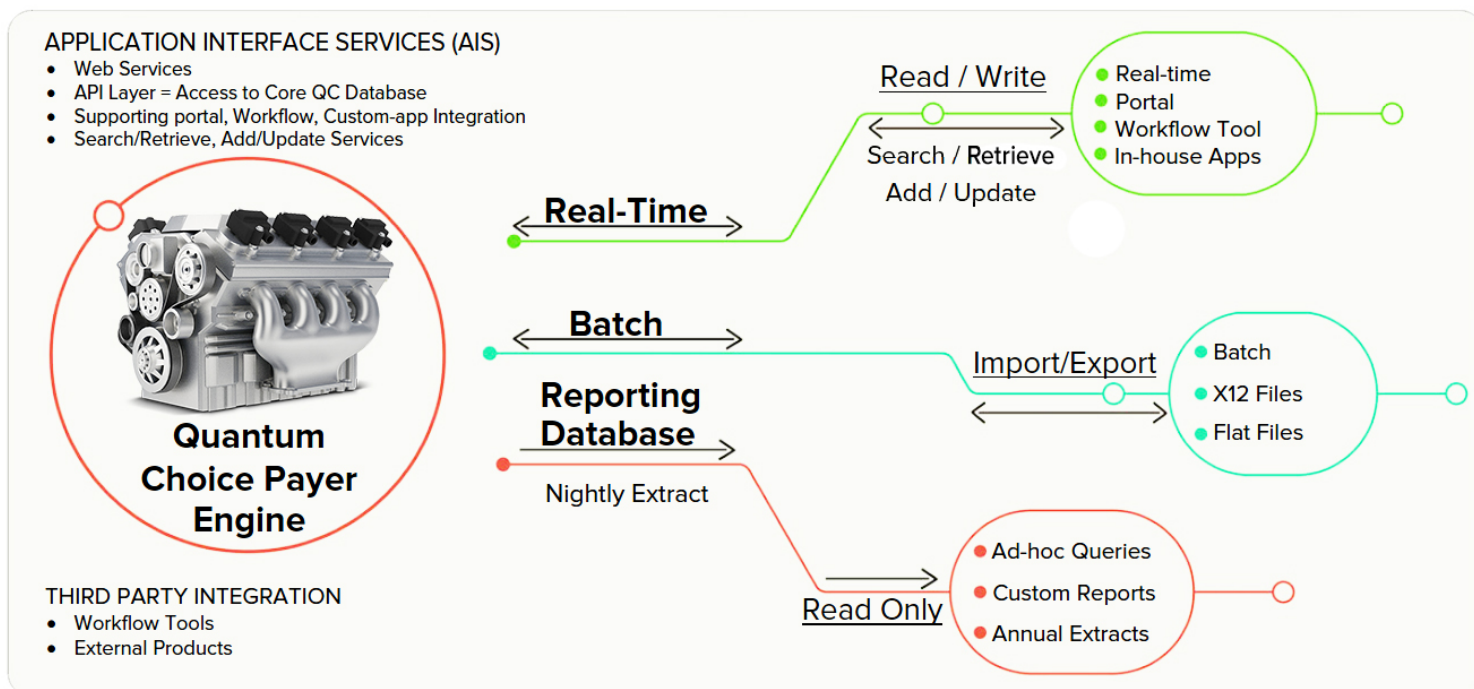 APPLICATION INTERFACE SERVICES (AIS)
• Web Services
• API Layer = Access to Core QC Database
• Supporting portal, Workflow, Custom-app Integration
• Search/Retrieve, Add/Update Services
Quantum
Choice Payer
Engine
THIRD PARTY INTEGRATION
• Workflow Tools
• External Products
Real-Time
Read / Write
Search / Retrieve
Add / Update
Real-time
Portal
Workflow Tool
In-house Apps
Batch
Import/Export
Batch
X12 Files
Flat Files
Reporting
Database
Nightly Extract
Read Only
Ad-hoc Queries
Custom Reports
Annual Extracts